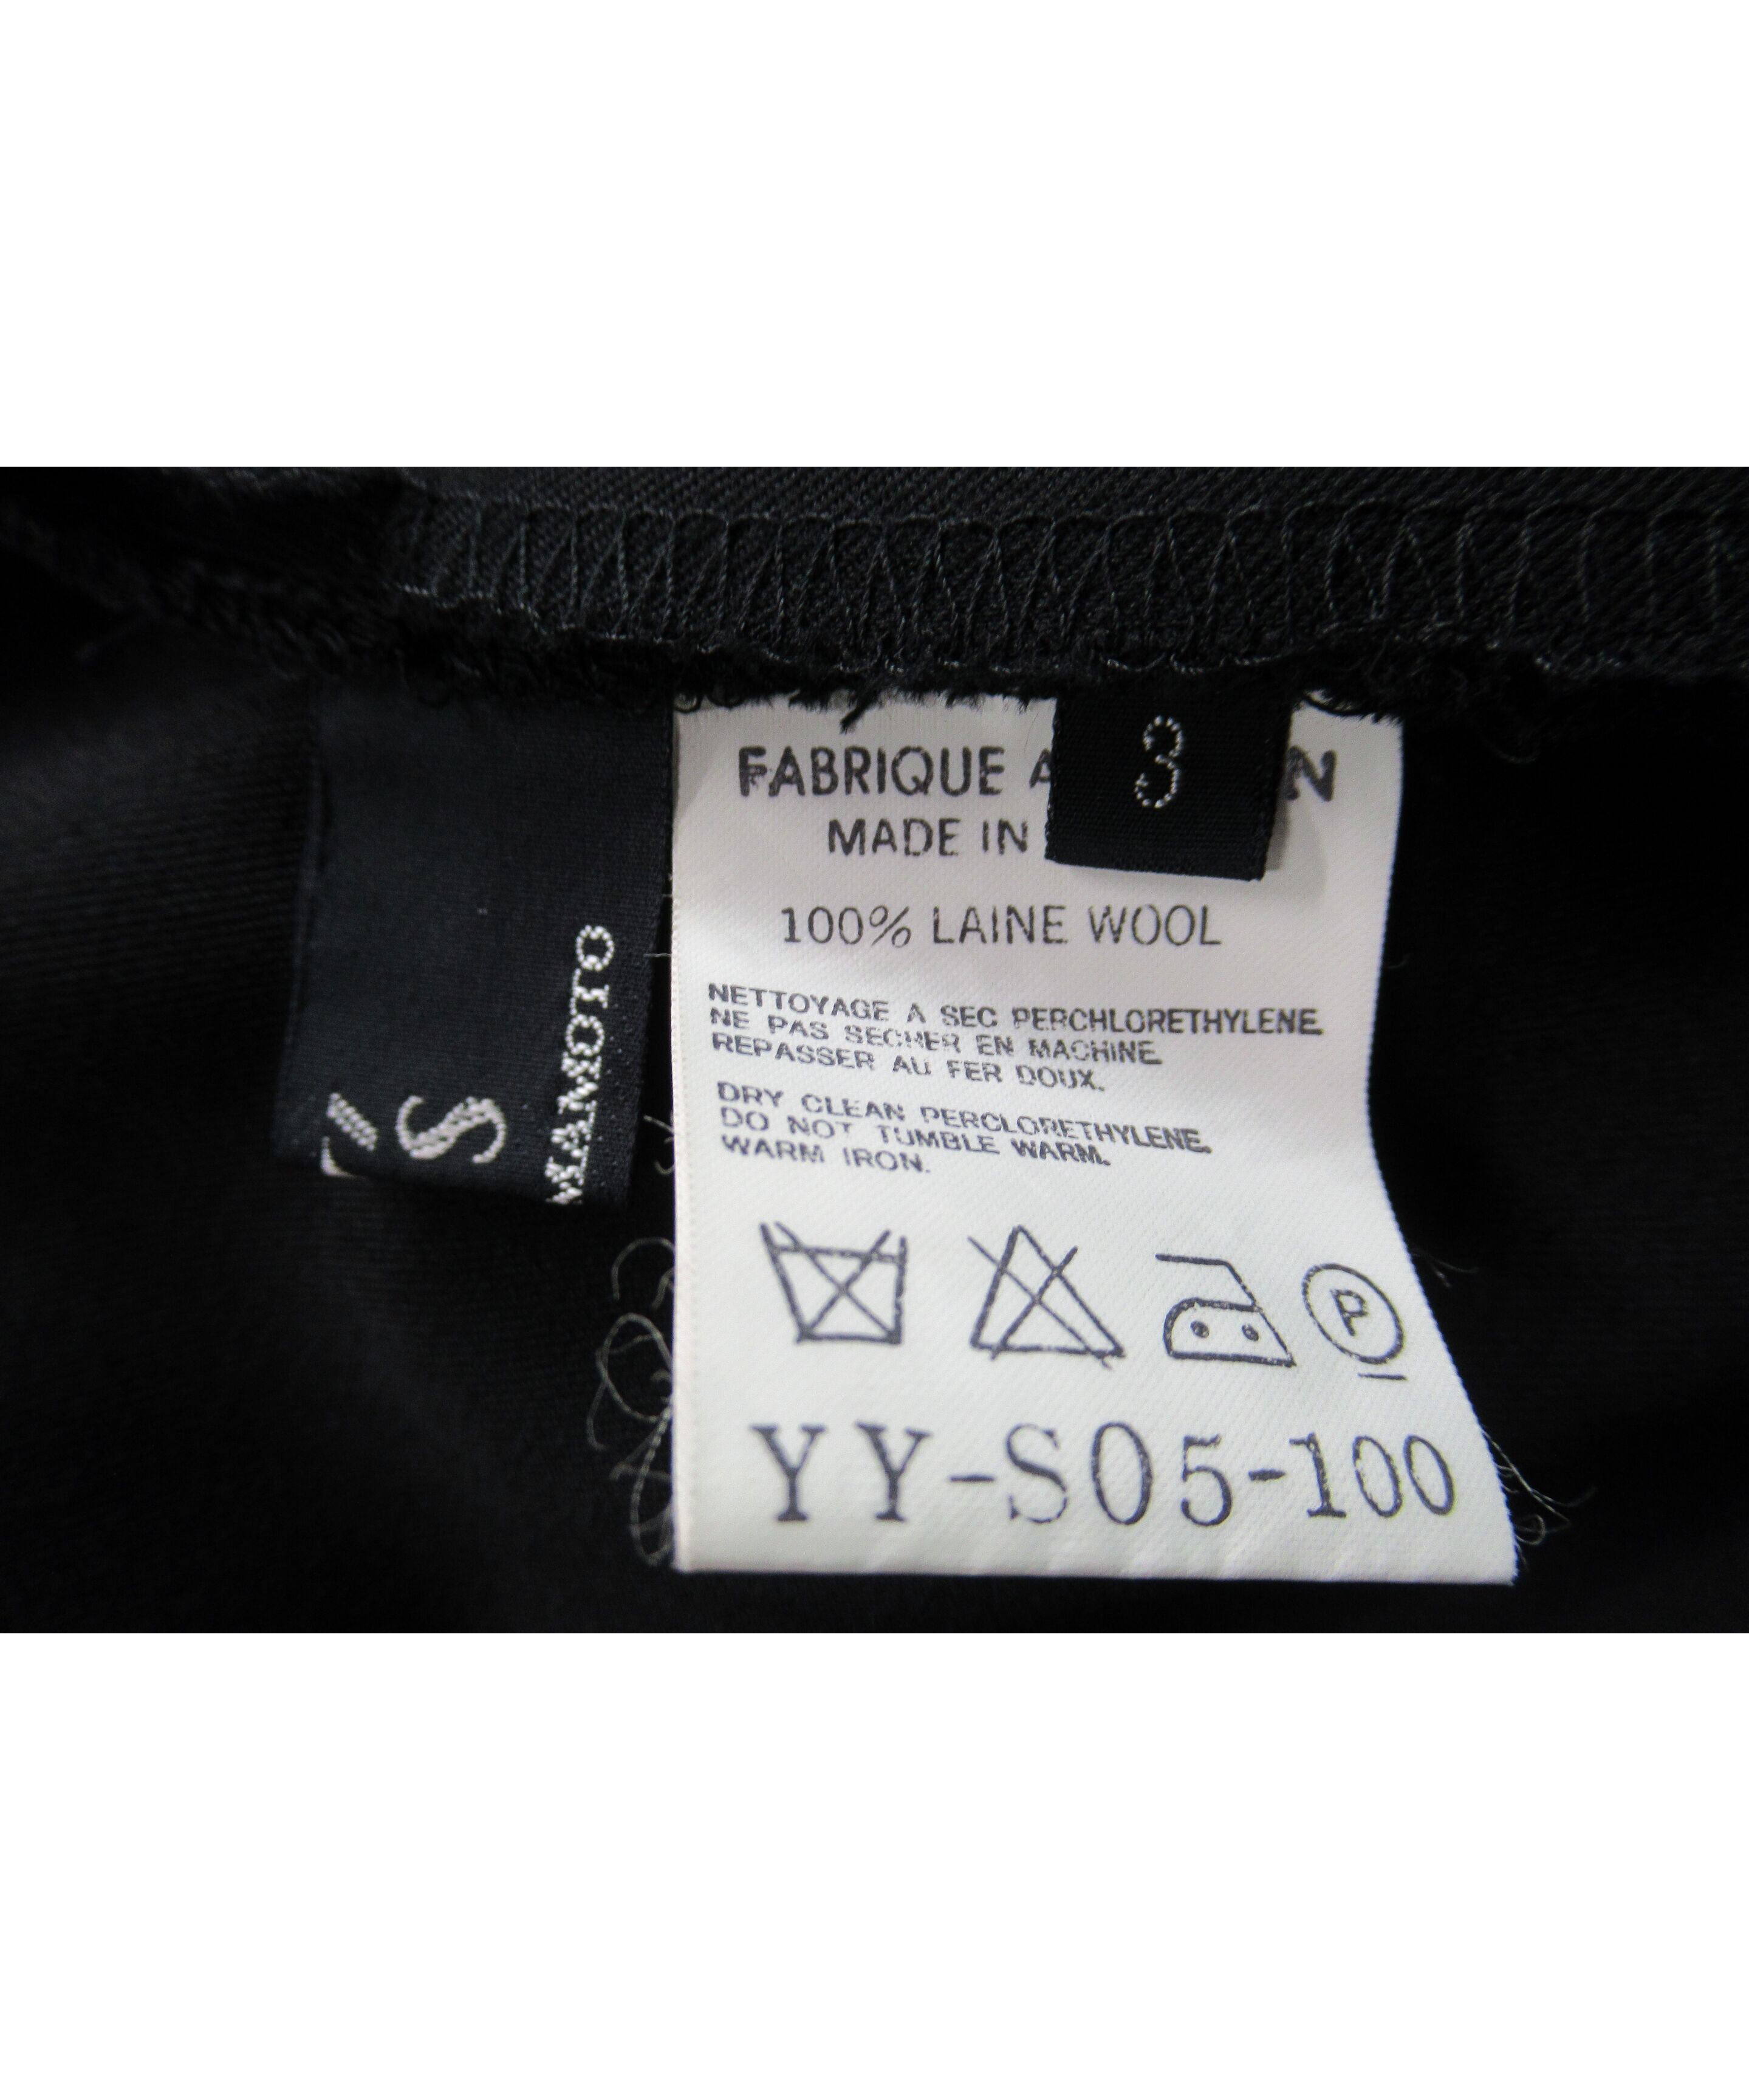 'S
MAMOTO
3
FABRIQUE A N
MADE IN
100% LAINE WOOL
NETTOYAGE A SEC PERCHLORETHYLENE
NE PAS SECHER EN MACHINE
REPASSER AU FER DOUX.
DRY CLEAN PERCLORETHYLENE.
DO NOT TUMBLE WARM.
WARM IRON.
P
YY-S05-100